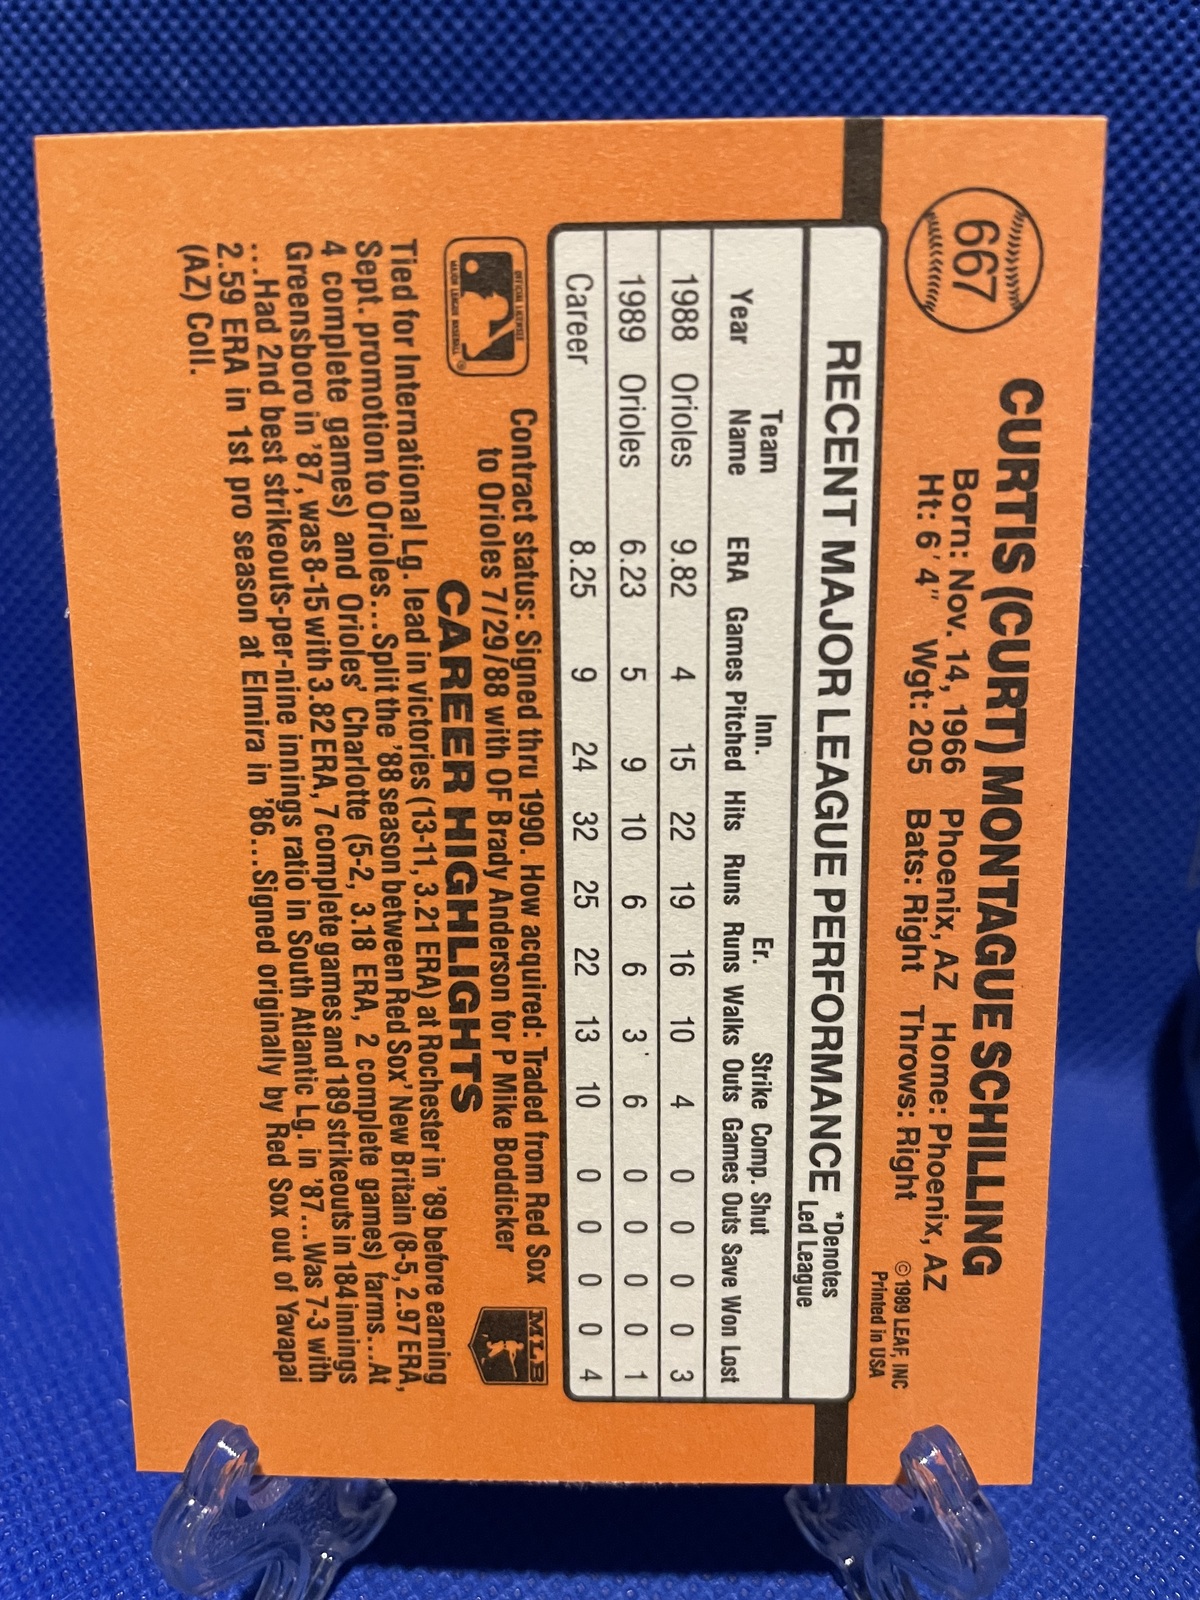 667
CURTIS (CURT) MONTAGUE SCHILLING
Born: Nov. 14, 1966 Phoenix, AZ Home: Phoenix, AZ
Ht: 6' 4" Wgt: 205 Bats: Right Throws: Right
© 1989 LEAF, INC
Printed in USA
RECENT MAJOR LEAGUE PERFORMANCE
*Denotes
Led League
Team Inn. Er. Strike Comp. Shut
Year Name ERA Games Pitched Hits Runs Runs Walks Outs Games Outs Save Won Lost
1988 Orioles 9.82 4 15 22 19 16 10 4 0 0 0 0 3
1989 Orioles 6.23 5 9 10 6 6 3 6 0 0 0 0 1
Career 8.25 9 24 32 25 22 13 10 0 0 0 0 4
OFFICIAL LICENSEE
MAJOR LEAGUE BASEBALL
®
Contract status: Signed thru 1990. How acquired: Traded from Red Sox
to Orioles 7/29/88 with OF Brady Anderson for P Mike Boddicker
MLB
CAREER HIGHLIGHTS
Tied for International Lg. lead in victories (13-11, 3.21 ERA) at Rochester in '89 before earning
Sept. promotion to Orioles...Split the '88 season between Red Sox' New Britain (8-5, 2.97 ERA,
4 complete games) and Orioles' Charlotte (5-2, 3.18 ERA, 2 complete games) farms...At
Greensboro in '87, was 8-15 with 3.82 ERA, 7 complete games and 189 strikeouts in 184 innings
...Had 2nd best strikeouts-per-nine innings ratio in South Atlantic Lg. in '87...Was 7-3 with
2.59 ERA in 1st pro season at Elmira in '86...Signed originally by Red Sox out of Yavapai
(AZ) Coll.